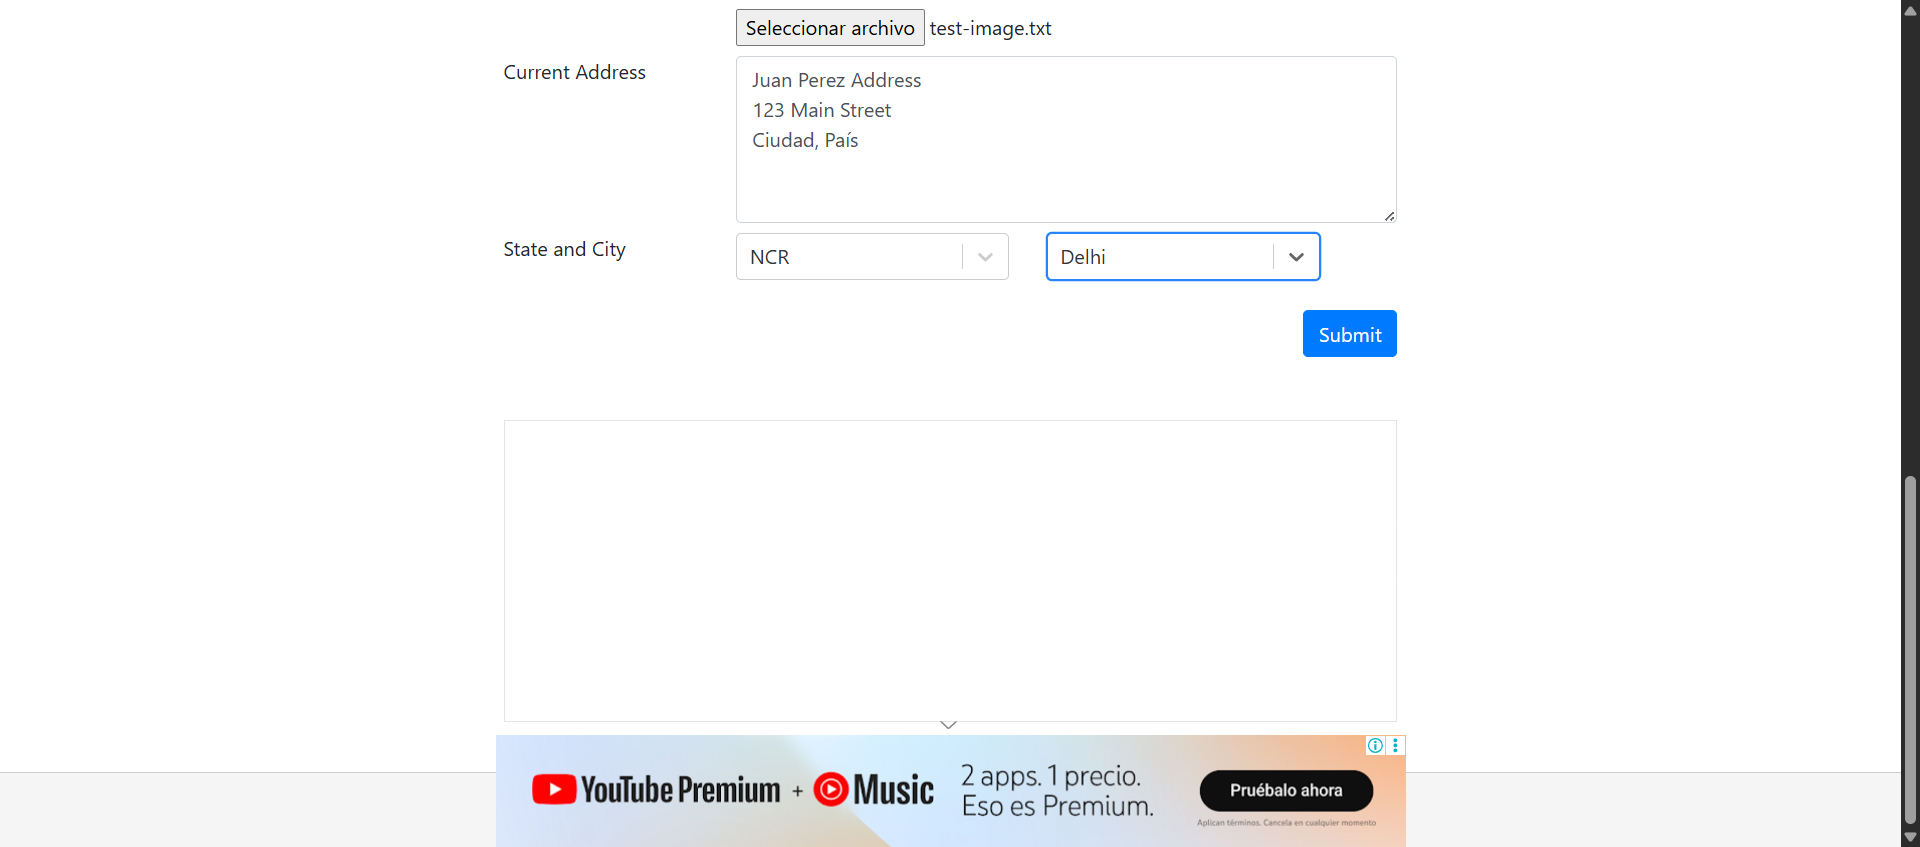 Seleccionar archivo test-image.txt
Current Address
Juan Perez Address
123 Main Street
Ciudad, País
State and City
NCR
Delhi
Submit
YouTube Premium + Music
2 apps. 1 precio.
Eso es Premium.
Pruébalo ahora
Aplican términos. Cancela en cualquier momento